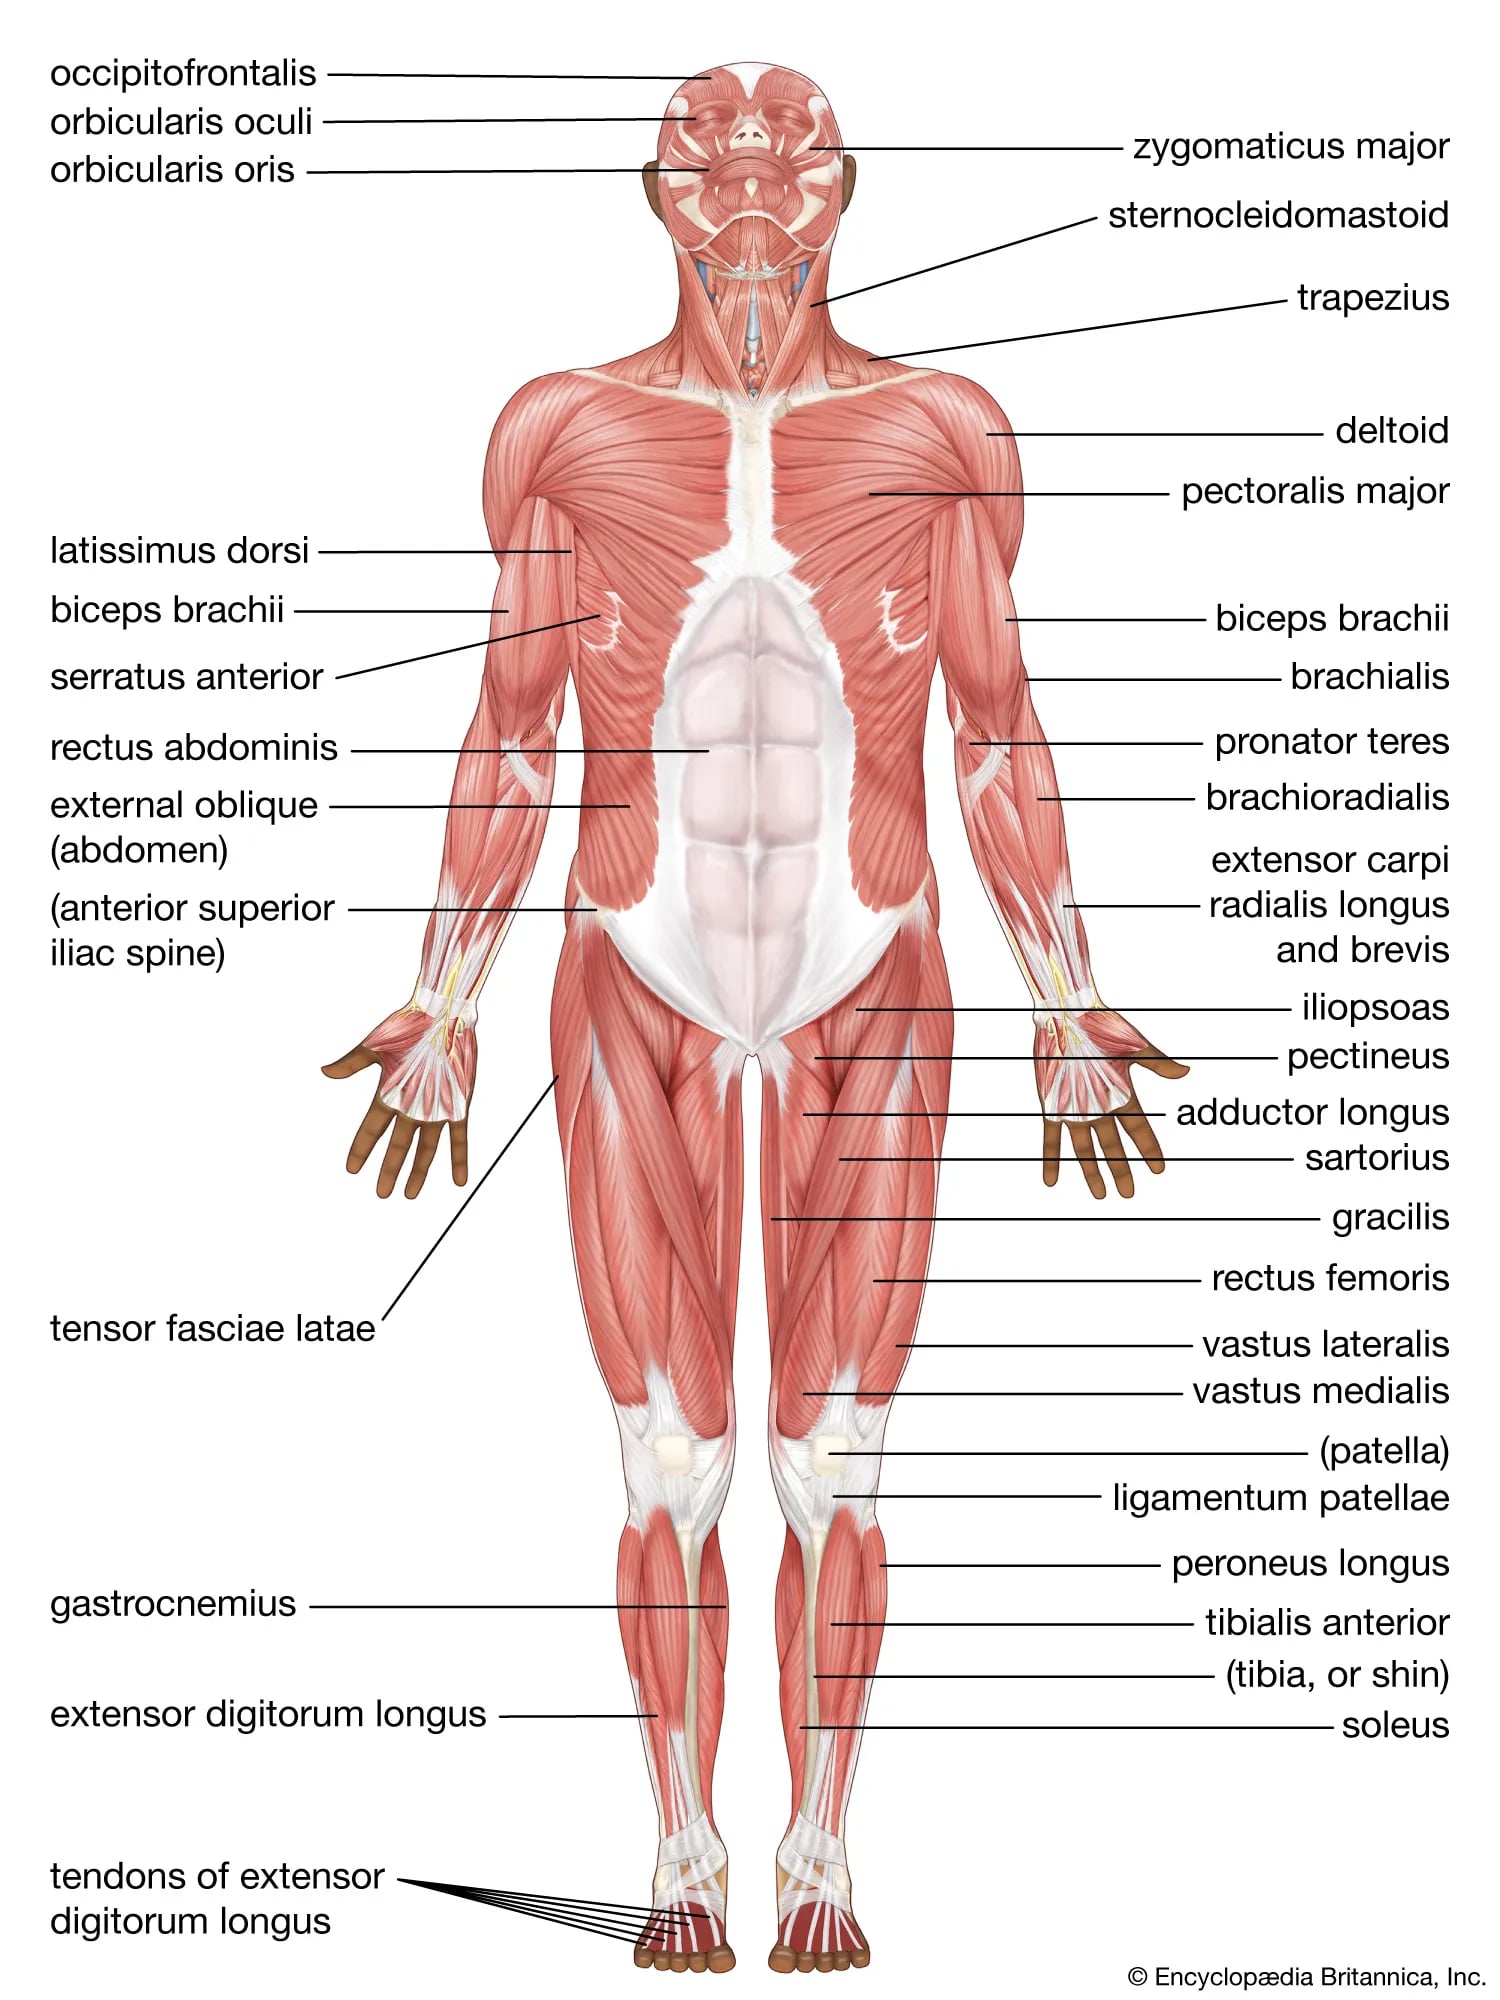 occipitofrontalis
orbicularis oculi
orbicularis oris
latissimus dorsi
biceps brachii
serratus anterior
rectus abdominis
external oblique
(abdomen)
(anterior superior
iliac spine)
tensor fasciae latae
gastrocnemius
extensor digitorum longus
tendons of extensor
digitorum longus
zygomaticus major
sternocleidomastoid
trapezius
deltoid
pectoralis major
biceps brachii
brachialis
pronator teres
brachioradialis
extensor carpi
radialis longus
and brevis
iliopsoas
pectineus
adductor longus
sartorius
gracilis
rectus femoris
vastus lateralis
vastus medialis
(patella)
ligamentum patellae
peroneus longus
tibialis anterior
(tibia, or shin)
soleus
© Encyclopædia Britannica, Inc.